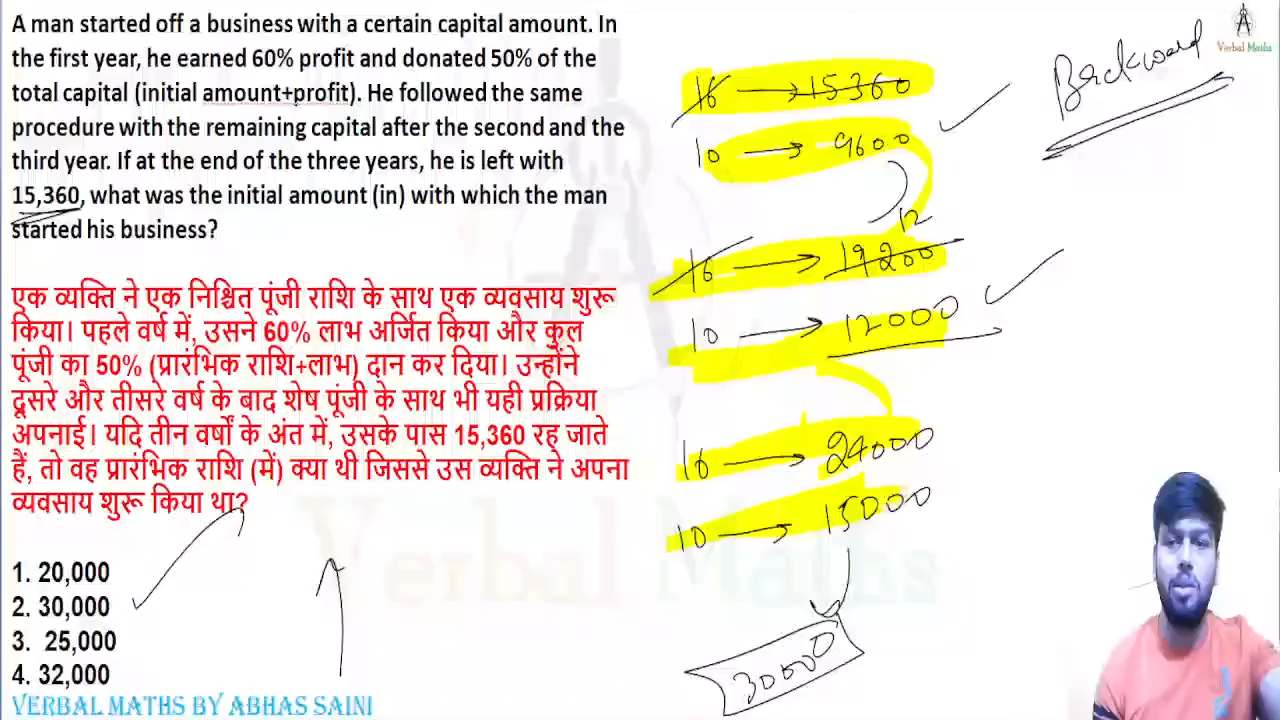 A man started off a business with a certain capital amount. In
the first year, he earned 60% profit and donated 50% of the
total capital (initial amount+profit). He followed the same
procedure with the remaining capital after the second and the
third year. If at the end of the three years, he is left with
15,360, what was the initial amount (in) with which the man
started his business?
एक व्यक्ति ने एक निश्चित पूंजी राशि के साथ एक व्यवसाय शुरू
किया। पहले वर्ष में, उसने 60% लाभ अर्जित किया और कुल
पूंजी का 50% (प्रारंभिक राशि+लाभ) दान कर दिया। उन्होंने
दूसरे और तीसरे वर्ष के बाद शेष पूंजी के साथ भी यही प्रक्रिया
अपनाई। यदि तीन वर्षों के अंत में, उसके पास 15,360 रह जाते
हैं, तो वह प्रारंभिक राशि (में) क्या थी जिससे उस व्यक्ति ने अपना
व्यवसाय शुरू किया था?
1. 20,000
2. 30,000
3. 25,000
4. 32,000
VERBAL MATHS BY ABHAS SAINI
16 → 15360
10 → 9600
12
16 → 19200
10 → 12000
16 → 24000
10 → 15000
30000
Backward
Verbal Maths
Verbal Maths